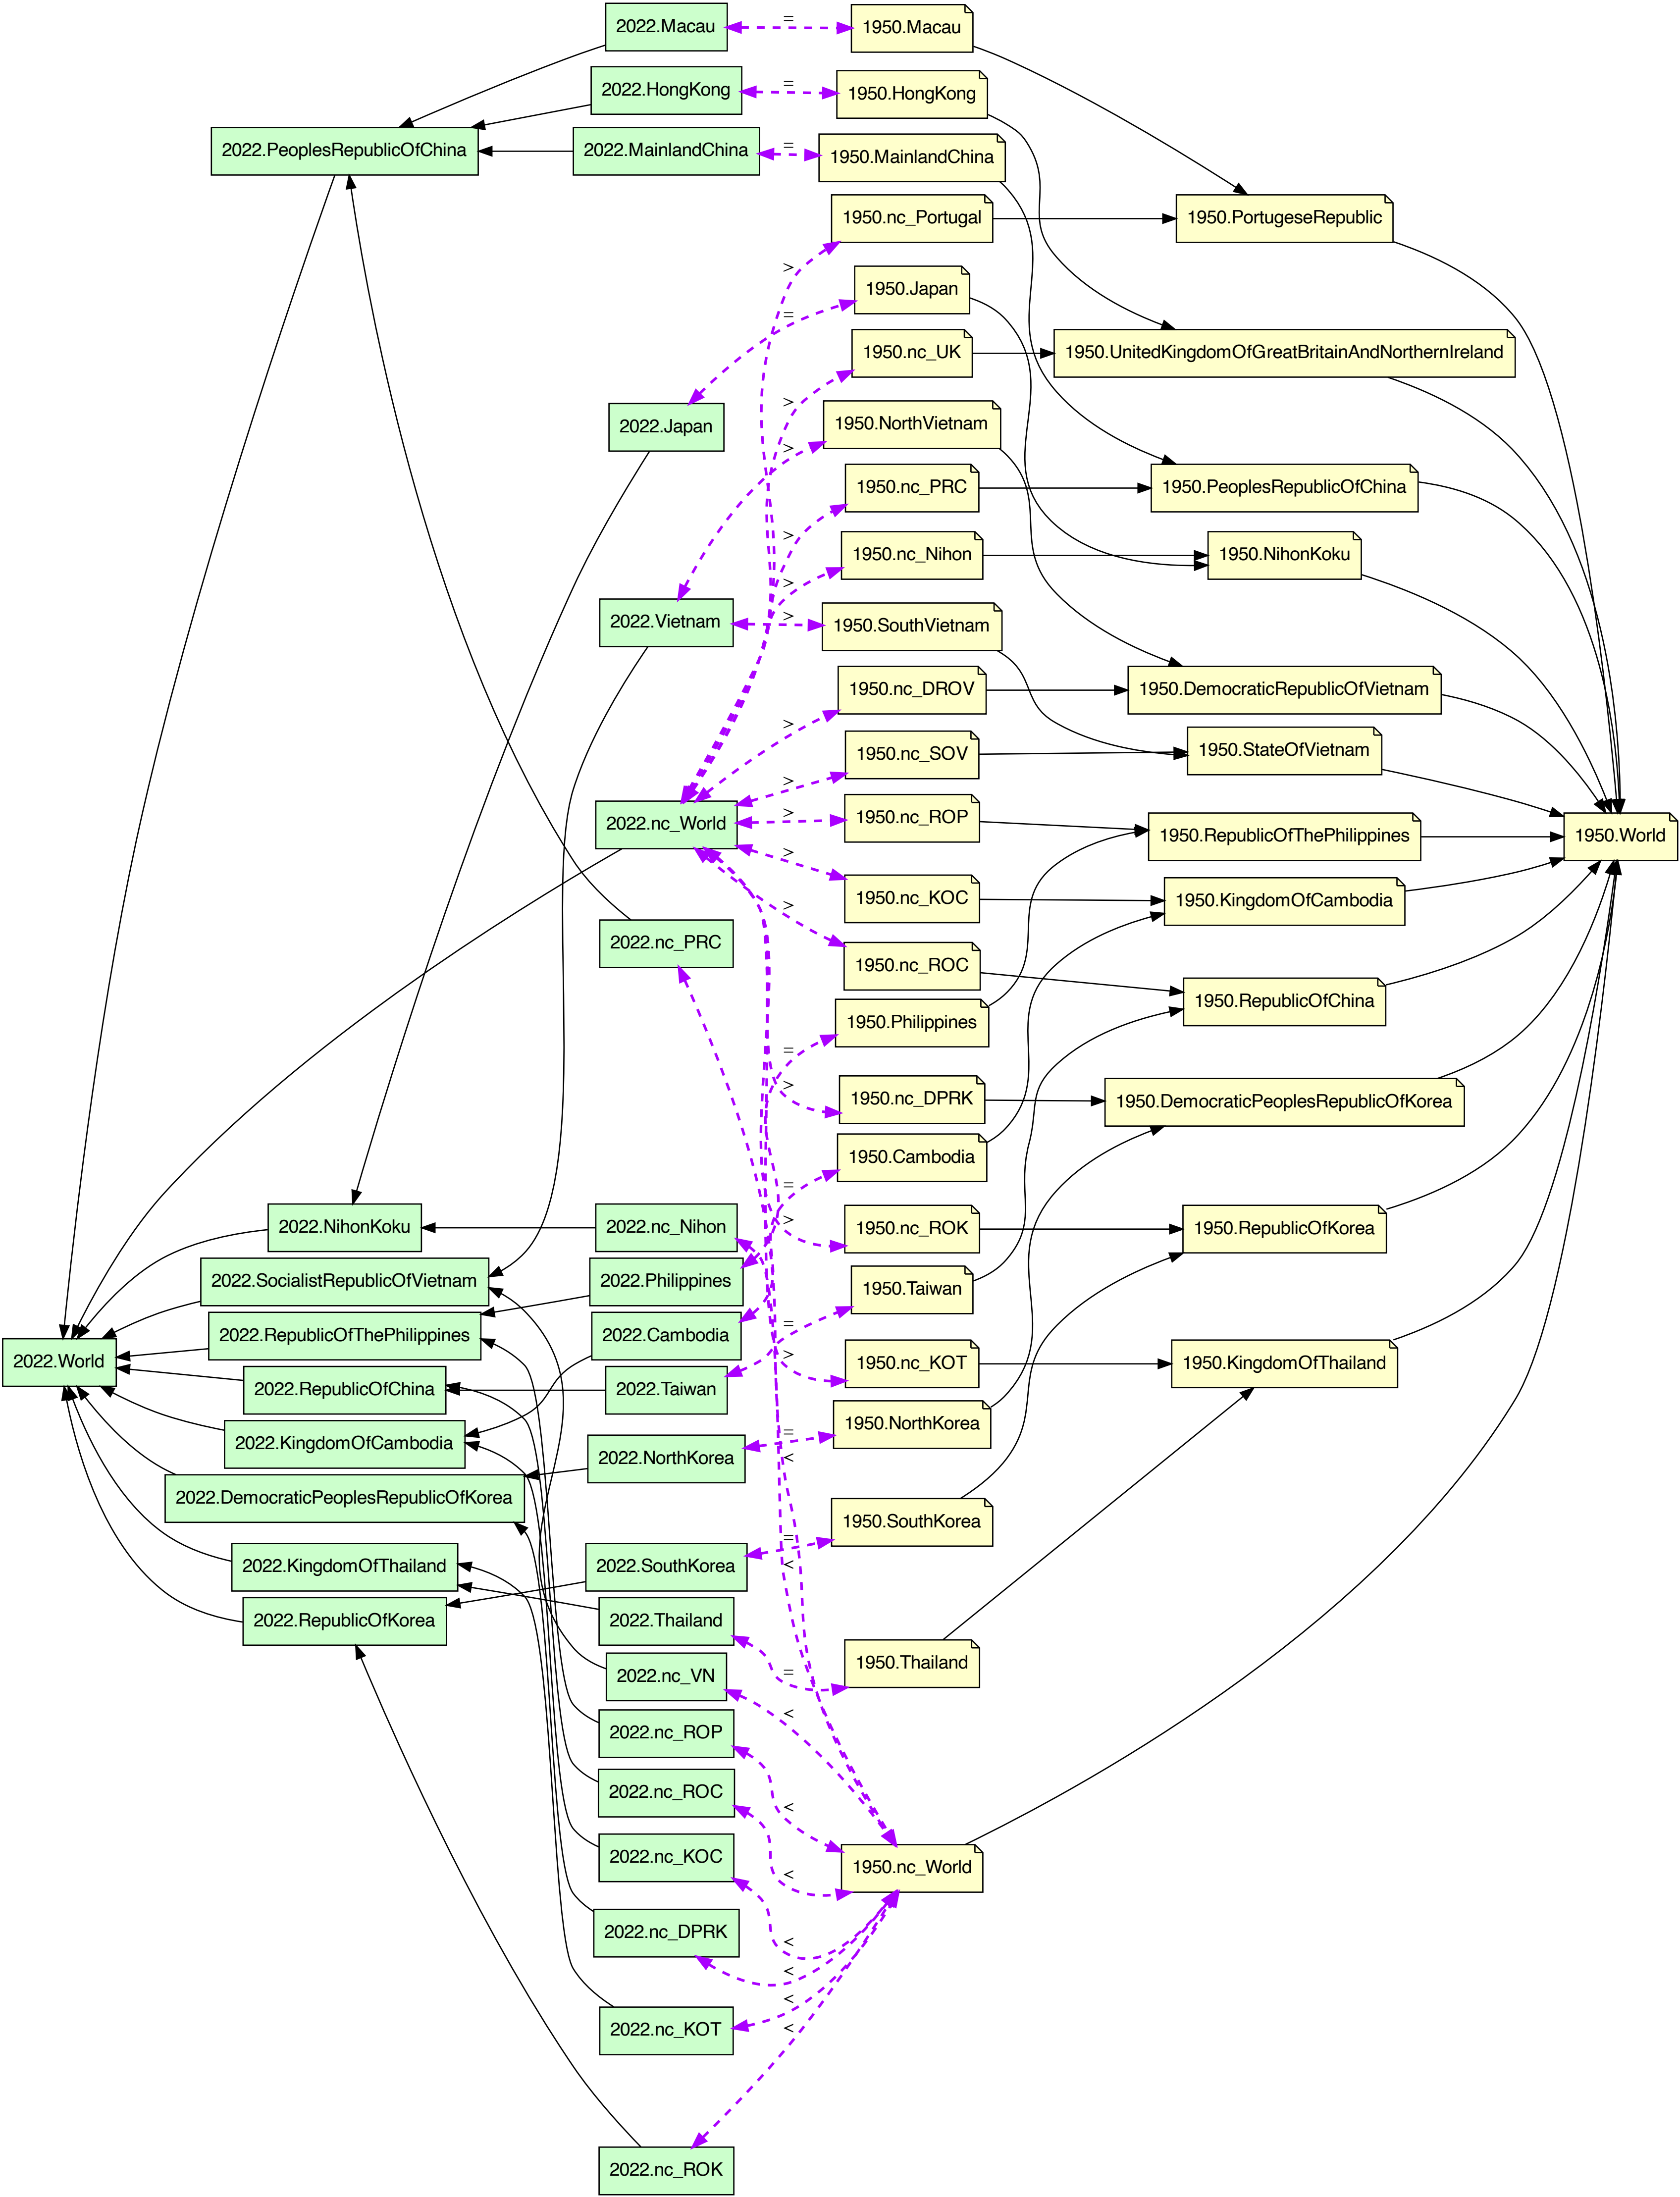 2022.Macau
=
1950.Macau
2022.HongKong
=
1950.HongKong
2022.PeoplesRepublicOfChina
2022.MainlandChina
=
1950.MainlandChina
1950.nc_Portugal
1950.PortugeseRepublic
>
1950.Japan
=
1950.nc_UK
1950.UnitedKingdomOfGreatBritainAndNorthernIreland
>
2022.Japan
1950.NorthVietnam
>
1950.nc_PRC
1950.PeoplesRepublicOfChina
>
1950.nc_Nihon
1950.NihonKoku
>
2022.Vietnam
>
1950.SouthVietnam
1950.nc_DROV
1950.DemocraticRepublicOfVietnam
>
1950.nc_SOV
1950.StateOfVietnam
>
2022.nc_World
>
1950.nc_ROP
1950.RepublicOfThePhilippines
1950.World
>
1950.nc_KOC
1950.KingdomOfCambodia
>
2022.nc_PRC
1950.nc_ROC
1950.RepublicOfChina
1950.Philippines
=
>
1950.nc_DPRK
1950.DemocraticPeoplesRepublicOfKorea
1950.Cambodia
=
2022.NihonKoku
2022.nc_Nihon
>
1950.nc_ROK
1950.RepublicOfKorea
2022.SocialistRepublicOfVietnam
2022.Philippines
1950.Taiwan
=
2022.RepublicOfThePhilippines
2022.Cambodia
2022.World
>
1950.nc_KOT
1950.KingdomOfThailand
2022.RepublicOfChina
2022.Taiwan
1950.NorthKorea
=
2022.KingdomOfCambodia
2022.NorthKorea
<
2022.DemocraticPeoplesRepublicOfKorea
1950.SouthKorea
=
2022.KingdomOfThailand
2022.SouthKorea
<
2022.RepublicOfKorea
2022.Thailand
1950.Thailand
=
2022.nc_VN
<
2022.nc_ROP
2022.nc_ROC
<
2022.nc_KOC
<
1950.nc_World
2022.nc_DPRK
<
<
<
2022.nc_KOT
<
2022.nc_ROK